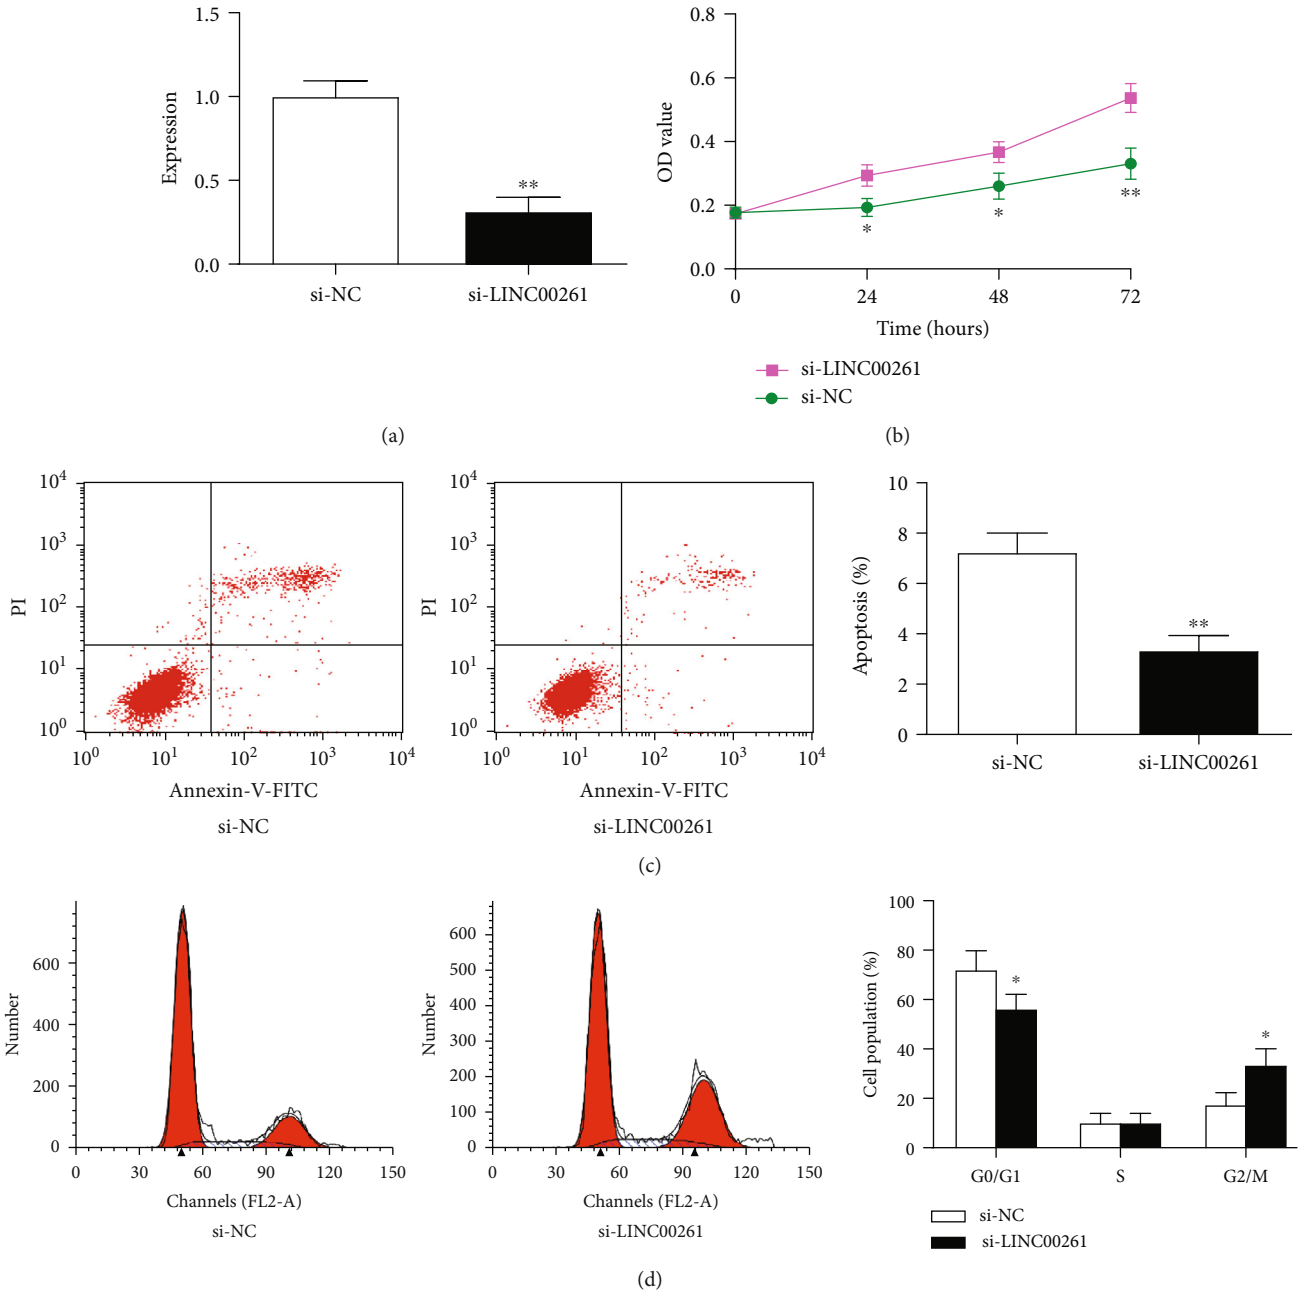 1.5
1.0
0.5
0.0
Expression
**
si-NC
si-LINC00261
(a)
0.8
0.6
0.4
0.2
0.0
OD value
*
*
**
0
24
48
72
Time (hours)
si-LINC00261
si-NC
(b)
10^4
10^3
10^2
10^1
10^0
PI
10^0
10^1
10^2
10^3
10^4
Annexin-V-FITC
si-NC
10^4
10^3
10^2
10^1
10^0
PI
10^0
10^1
10^2
10^3
10^4
Annexin-V-FITC
si-LINC00261
10
8
6
4
2
0
Apoptosis (%)
**
si-NC
si-LINC00261
(c)
600
400
200
0
Number
0
30
60
90
120
150
Channels (FL2-A)
si-NC
600
500
400
300
200
100
0
Number
0
30
60
90
120
150
Channels (FL2-A)
si-LINC00261
100
80
60
40
20
0
Cell population (%)
*
*
G0/G1
S
G2/M
si-NC
si-LINC00261
(d)